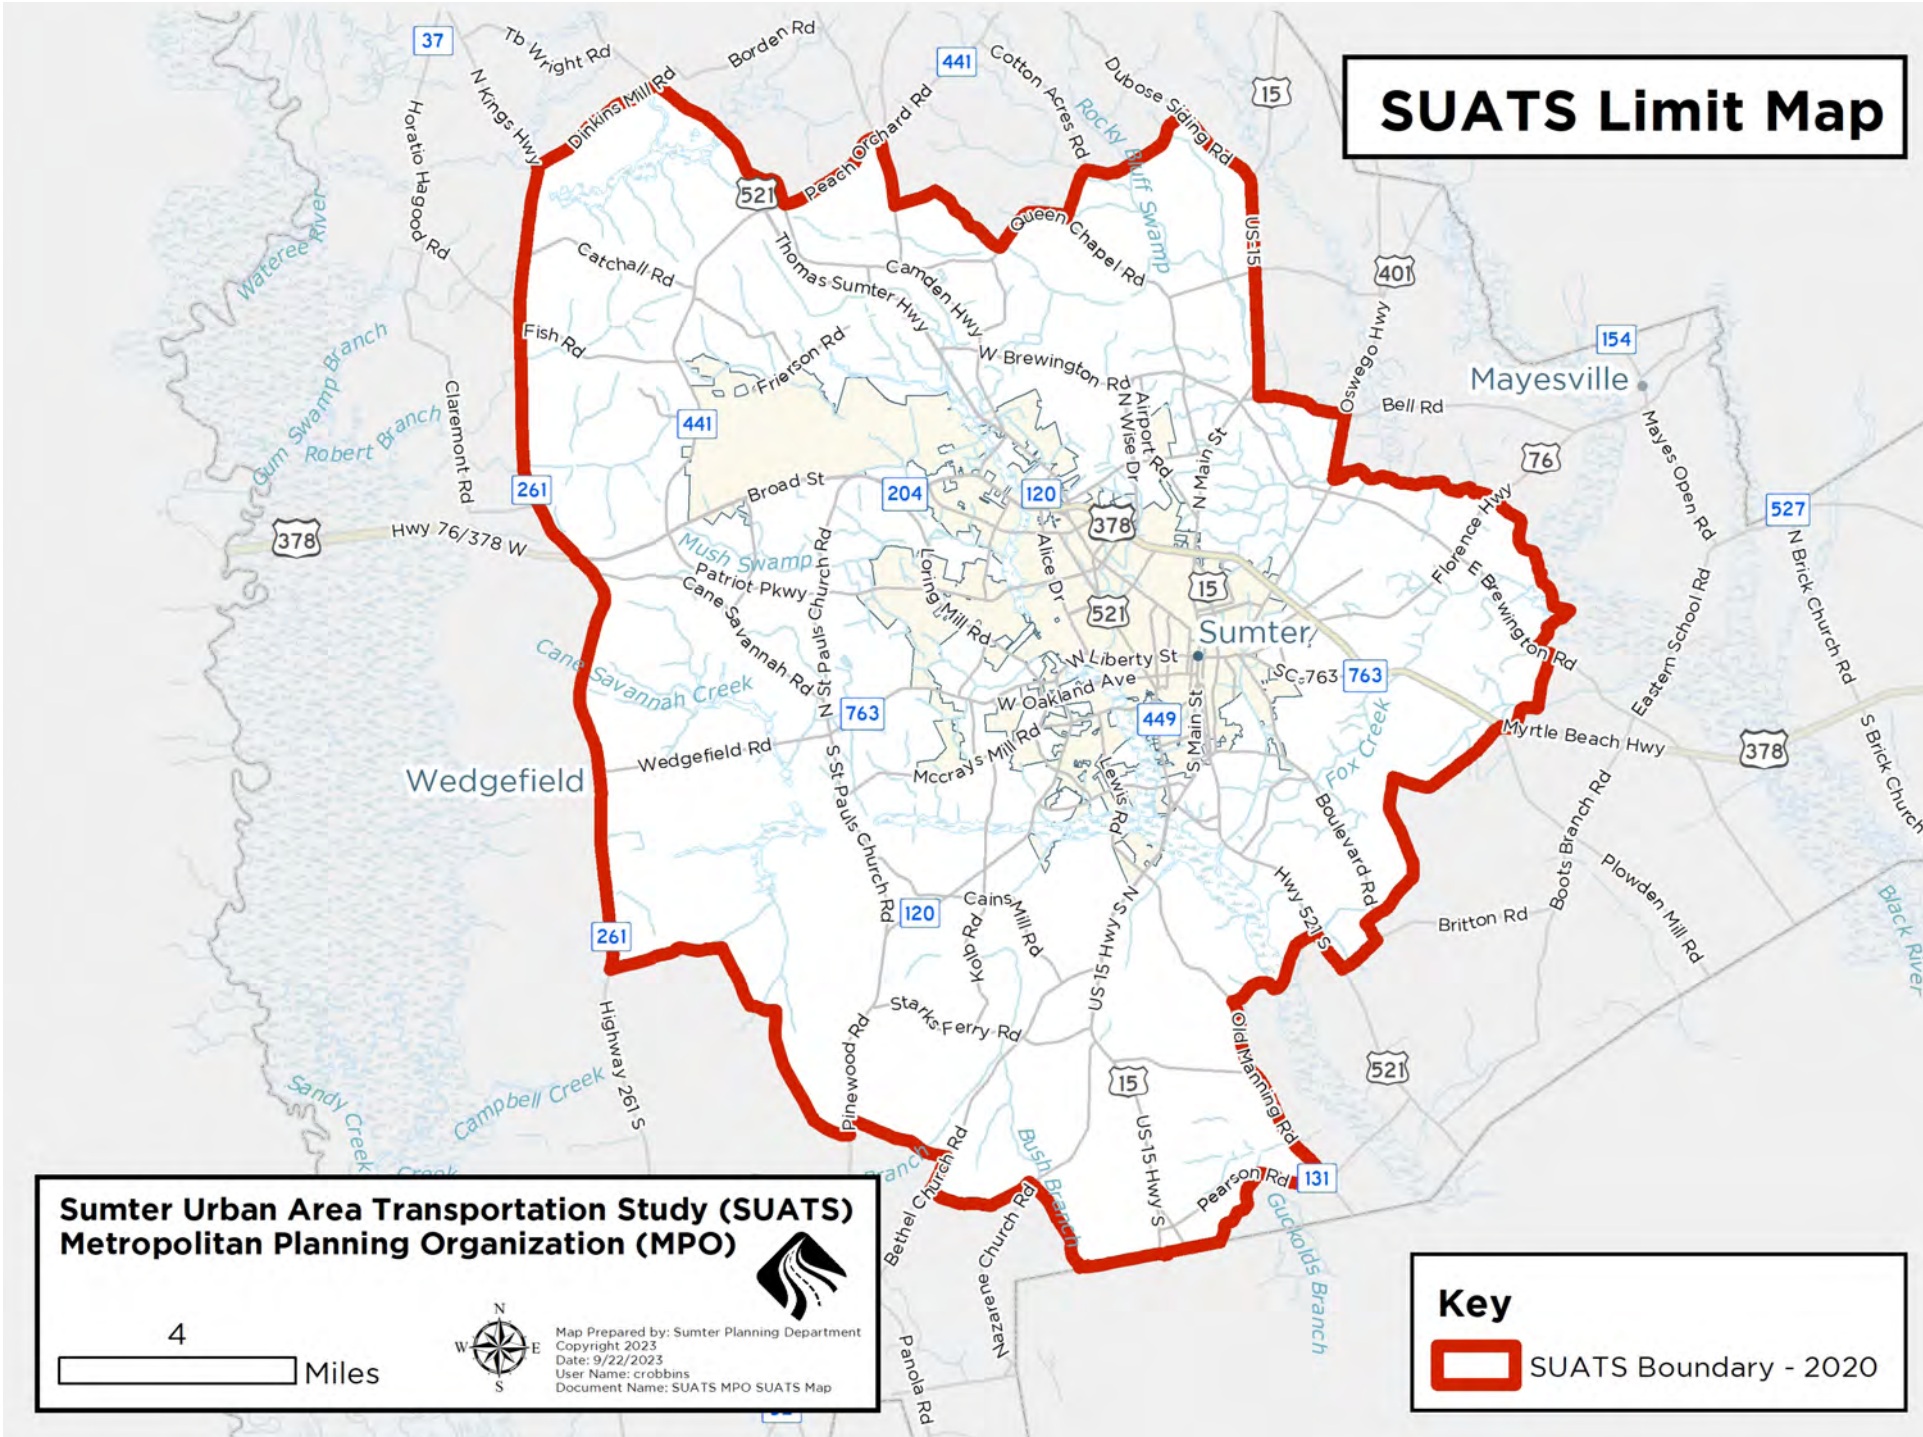 SUATS Limit Map
37
Tb Wright Rd
Borden Rd
441
Cotton Acres Rd
Dubose Siding Rd
15
N Kings Hwy
Dinkins Mill Rd
Peach Orchard Rd
Rocky Bluff Swamp
Horatio Hagood Rd
521
Queen Chapel Rd
US-15
Wateree River
Catchall Rd
Thomas Sumter Hwy
Camden Hwy
401
Fish Rd
Frierson Rd
W Brewington Rd
Oswego Hwy
154
Mayesville
Gum Swamp Branch
Robert Branch
Claremont Rd
441
N Wise Dr
Airport Rd
N Main St
Bell Rd
Mayes Open Rd
76
261
Broad St
204
120
378
527
378
Hwy 76/378 W
Mush Swamp
Patriot Pkwy
N St Pauls Church Rd
Loring Mill Rd
Alice Dr
Florence Hwy
E Brewington Rd
N Brick Church Rd
Cane Savannah Rd
521
15
Sumter
Eastern School Rd
Cane Savannah Creek
W Liberty St
SC-763
763
W Oakland Ave
763
449
S Main St
Fox Creek
Myrtle Beach Hwy
378
S Brick Church
Wedgefield
Wedgefield Rd
Mccrays Mill Rd
Lewis Rd
Boulevard Rd
Boots Branch Rd
S St Pauls Church Rd
Plowden Mill Rd
Black River
261
120
Cains Mill Rd
Kolb Rd
US-15 Hwy S N
Hwy 521 S
Britton Rd
Highway 261 S
Pinewood Rd
Starks Ferry Rd
Old Manning Rd
521
15
Sandy Creek
Campbell Creek
Creek
Branch
Bethel Church Rd
Bush Branch
US-15 Hwy S
Pearson Rd
131
Guckolds Branch
Nazarene Church Rd
Panola Rd
Sumter Urban Area Transportation Study (SUATS)
Metropolitan Planning Organization (MPO)
4
Miles
N
W
E
S
Map Prepared by: Sumter Planning Department
Copyright 2023
Date: 9/22/2023
User Name: crobbins
Document Name: SUATS MPO SUATS Map
Key
SUATS Boundary - 2020